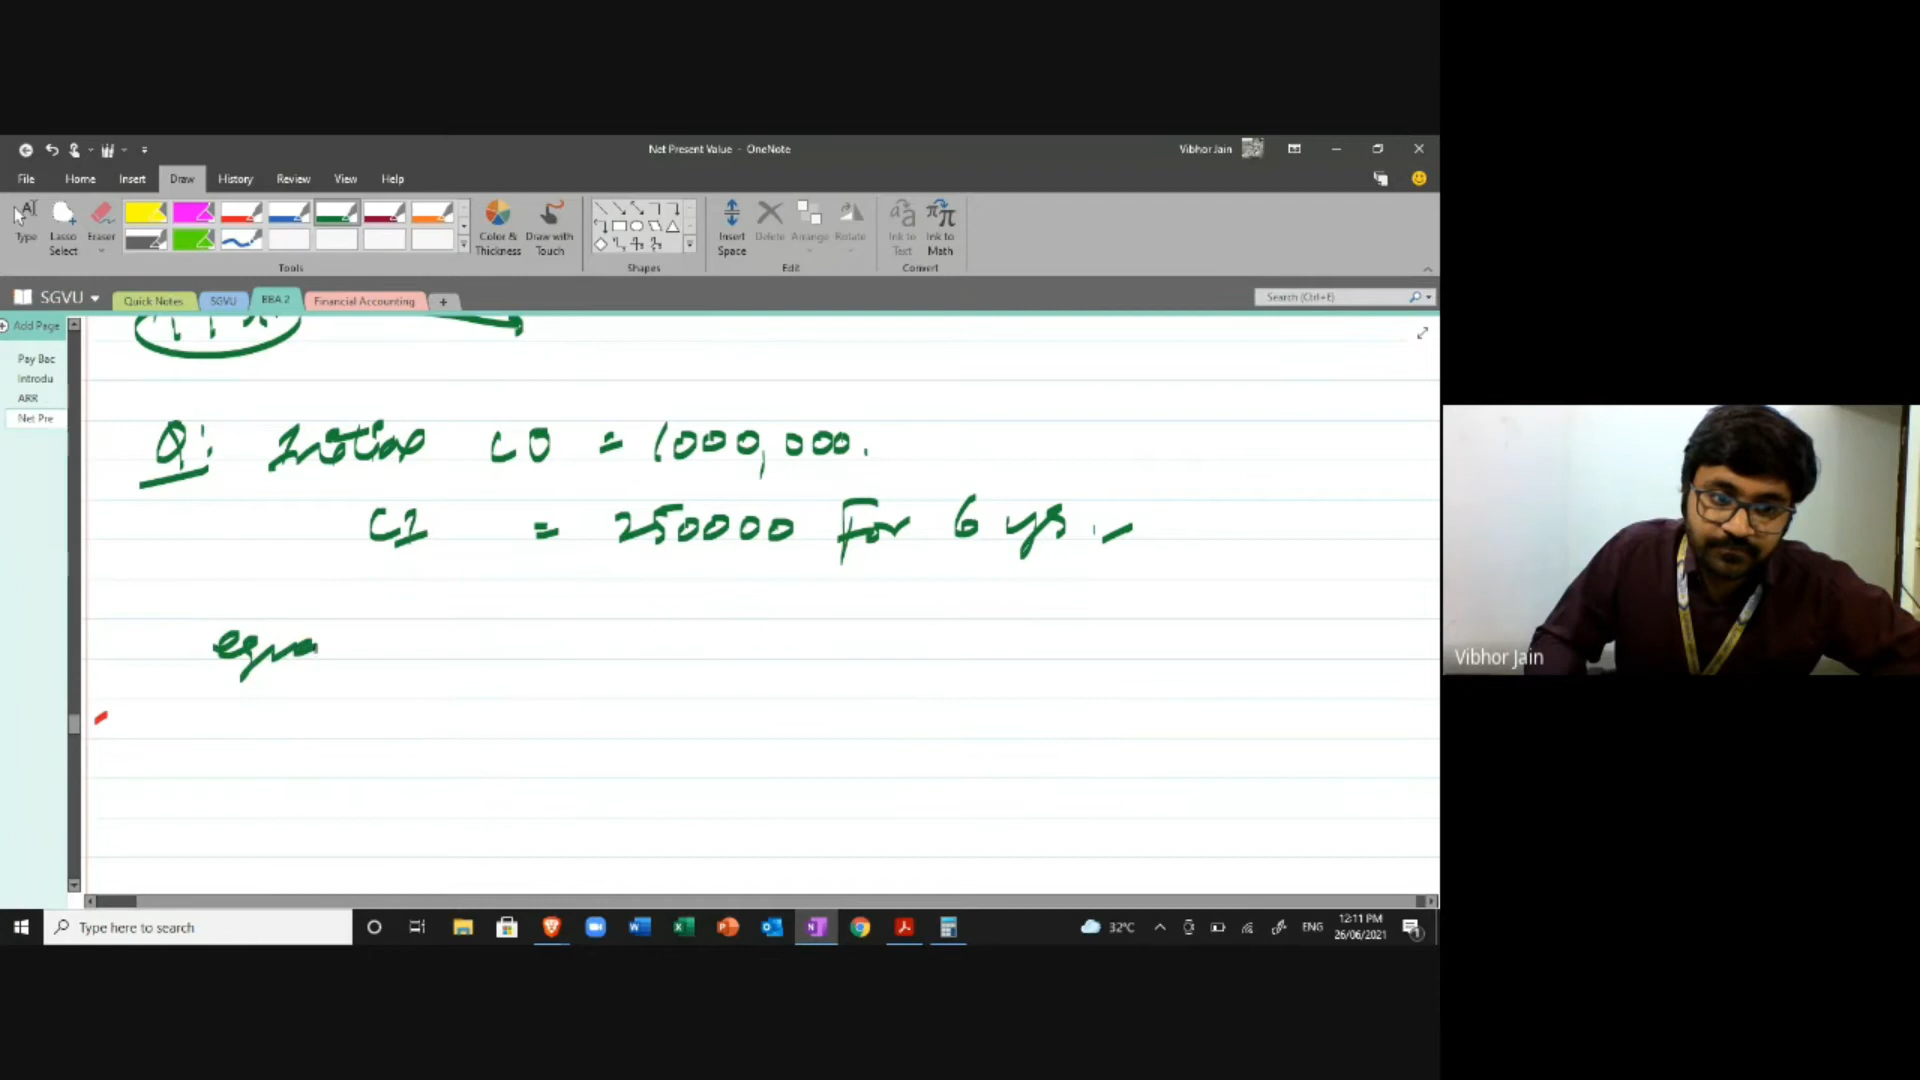 Net Present Value - OneNote
Vibhor Jain
File Home Insert Draw History Review View Help
Type
Lasso Select
Eraser
Color & Thickness
Draw with Touch
Insert Space
Delete
Arrange
Rotate
Ink to Text
Ink to Math
Tools
Shapes
Edit
Convert
SGVU
Quick Notes
SGVU
BBA 2
Financial Accounting
Search (Ctrl+E)
Add Page
Pay Bac
Introdu
ARR
Net Pre
Q: Initial CO = 1000,000.
CI = 250000 For 6 yrs.
equa
Vibhor Jain
Type here to search
32°C
ENG
12:11 PM
26/06/2021